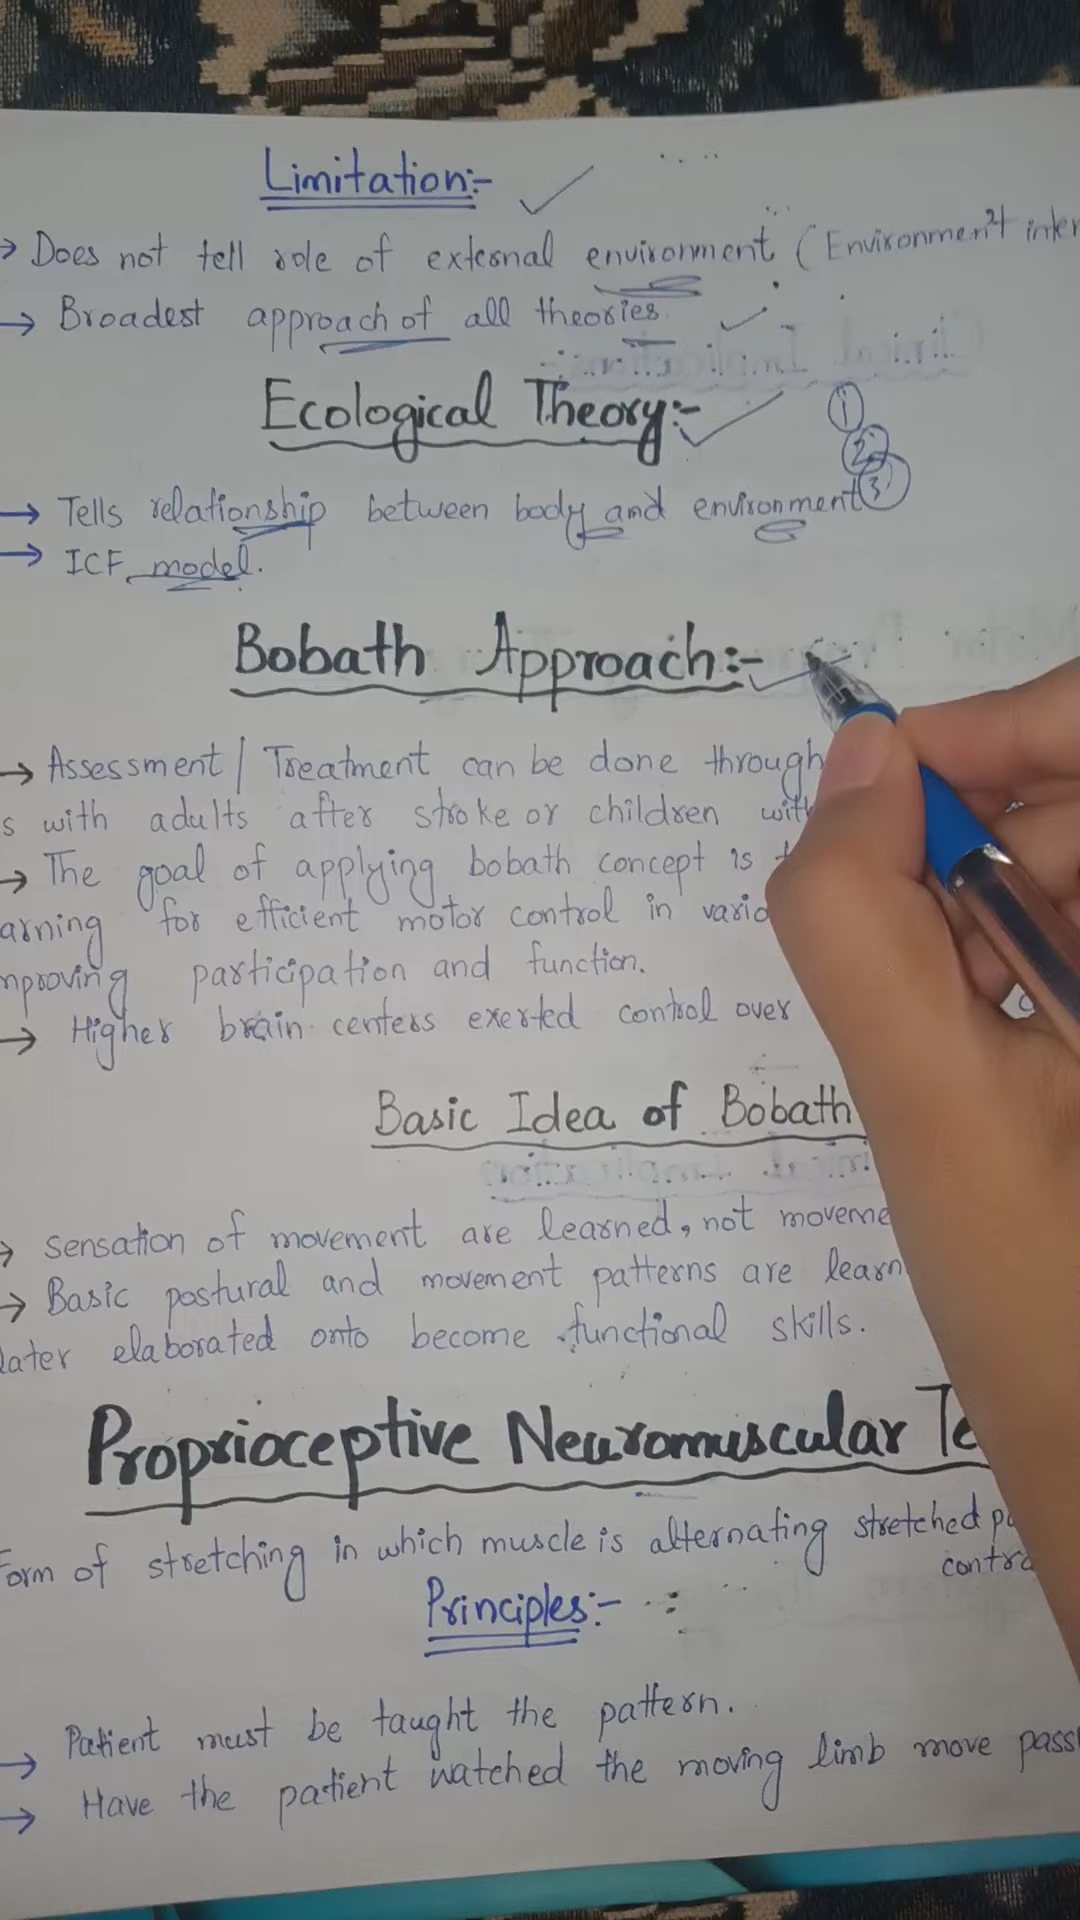 Limitation:-
→ Does not tell role of external environment (Environment
→ Broadest approach of all theories.
Ecological Theory:-
1
2
3
→ Tells relationship between body and environment
→ ICF model.
Bobath Approach:-
→ Assessment / Treatment can be done through
s with adults after stroke or children with
→ The goal of applying bobath concept is
arning for efficient motor control in
mproving participation and function.
→ Higher brain centers exerted control over
Basic Idea of Bobath
→ Sensation of movement are learned, not
→ Basic postural and movement patterns are
later elaborated onto become functional skills.
Proprioceptive Neuromuscular Te
Form of stretching in which muscle is alternating stretched
contra
Principles:-
→ Patient must be taught the pattern.
→ Have the patient watched the moving limb move